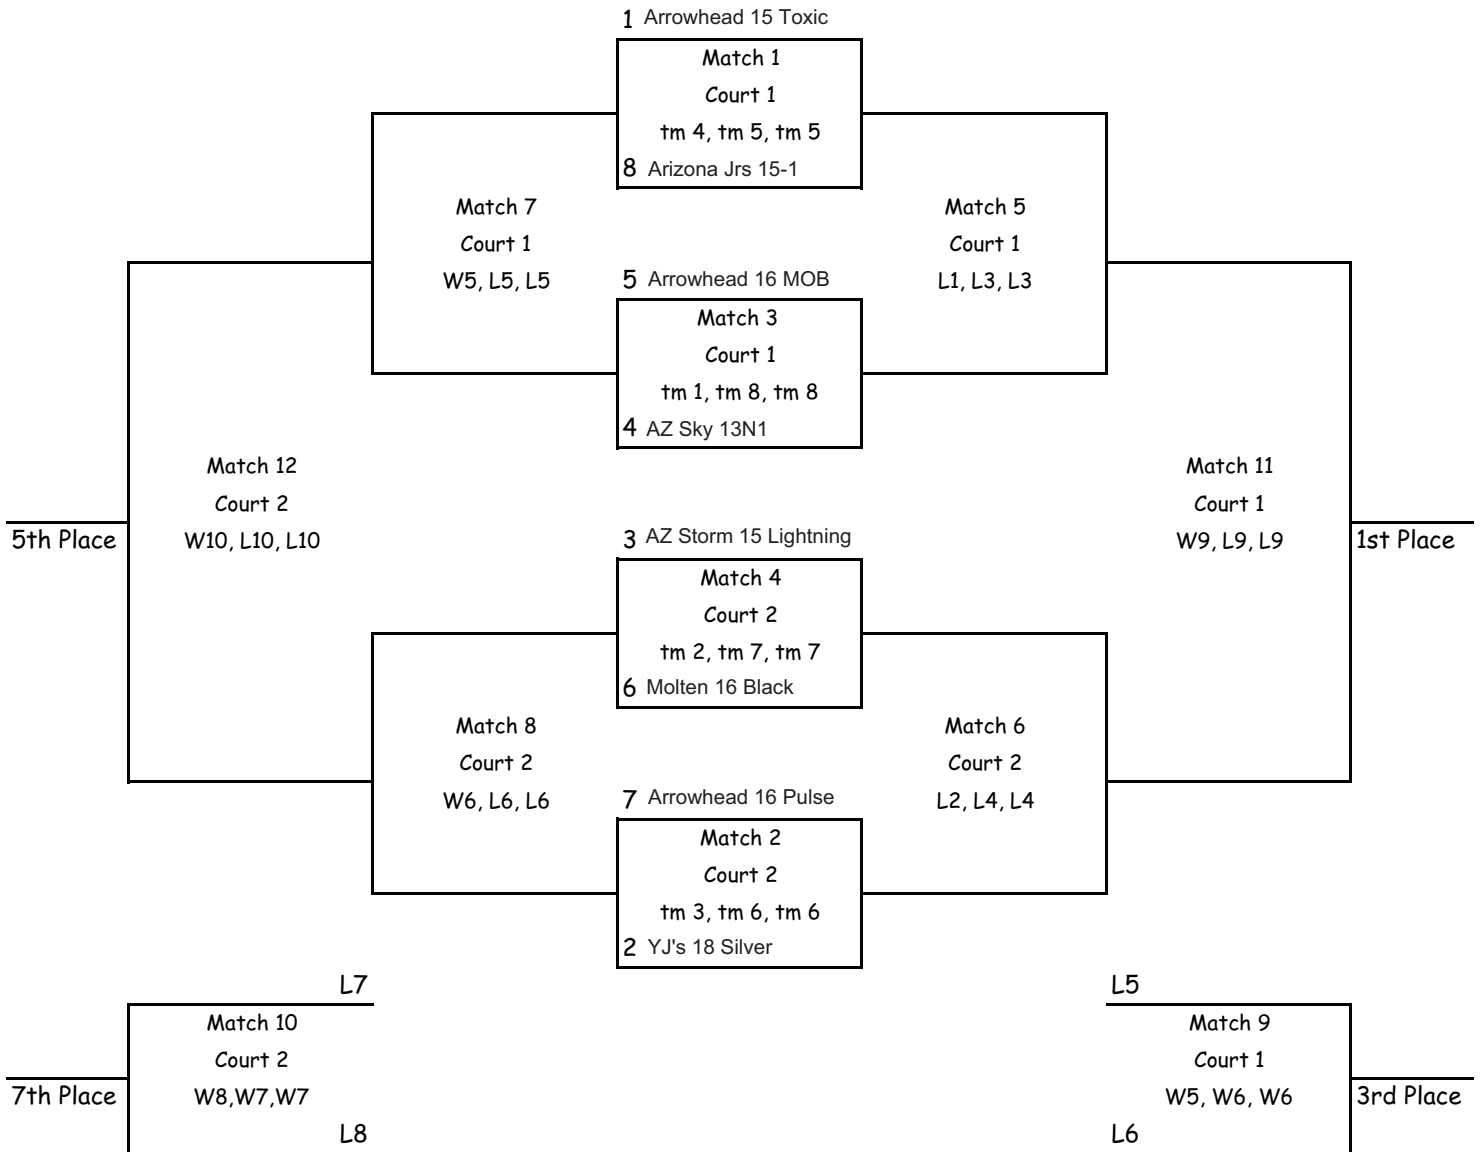 1 Arrowhead 15 Toxic
Match 1
Court 1
tm 4, tm 5, tm 5
8 Arizona Jrs 15-1
Match 7
Court 1
W5, L5, L5
Match 5
Court 1
L1, L3, L3
5 Arrowhead 16 MOB
Match 3
Court 1
tm 1, tm 8, tm 8
4 AZ Sky 13N1
Match 12
Court 2
W10, L10, L10
5th Place
Match 11
Court 1
W9, L9, L9
1st Place
3 AZ Storm 15 Lightning
Match 4
Court 2
tm 2, tm 7, tm 7
6 Molten 16 Black
Match 8
Court 2
W6, L6, L6
Match 6
Court 2
L2, L4, L4
7 Arrowhead 16 Pulse
Match 2
Court 2
tm 3, tm 6, tm 6
2 YJ's 18 Silver
L7
Match 10
Court 2
W8,W7,W7
7th Place
L8
L5
Match 9
Court 1
W5, W6, W6
3rd Place
L6